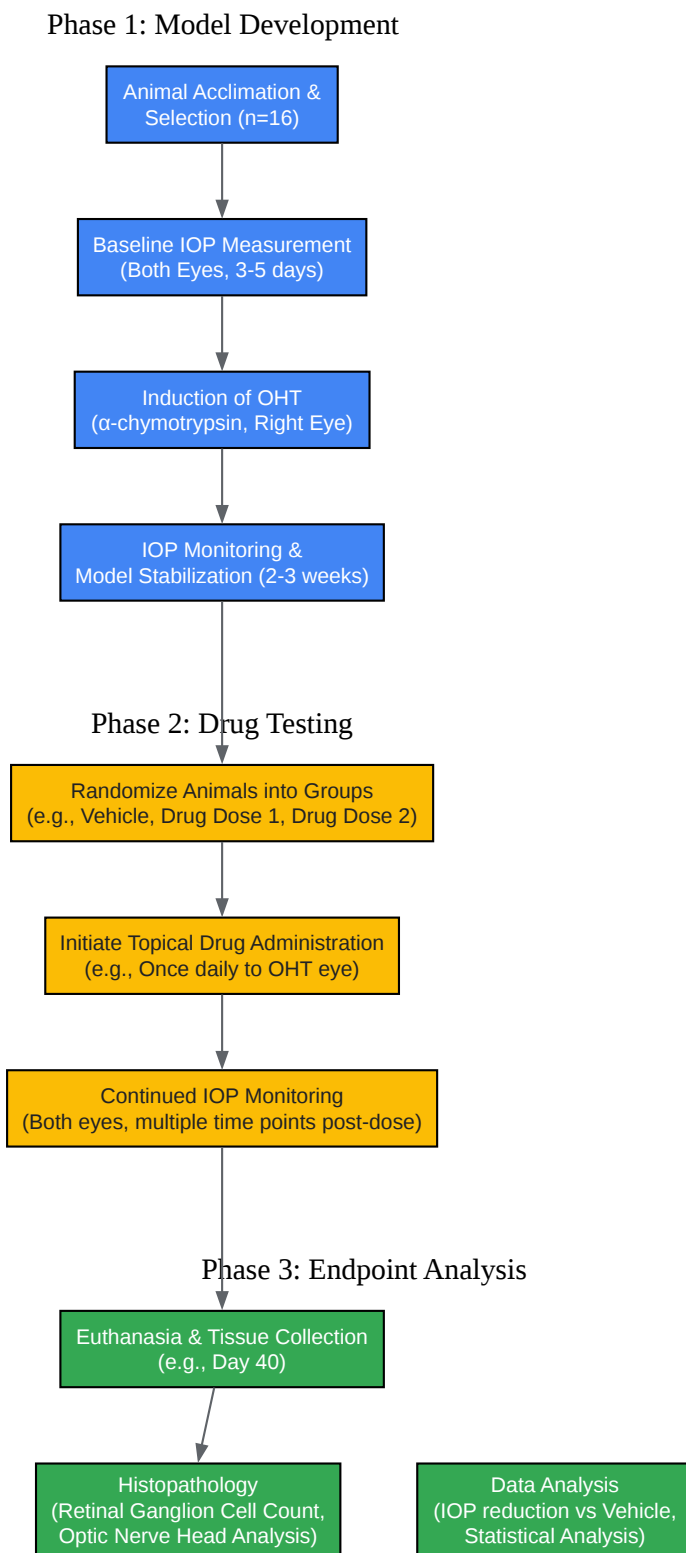 Phase 1: Model Development
Animal Acclimation &
Selection (n=16)
Baseline IOP Measurement
(Both Eyes, 3-5 days)
Induction of OHT
(α-chymotrypsin, Right Eye)
IOP Monitoring &
Model Stabilization (2-3 weeks)
Phase 2: Drug Testing
Randomize Animals into Groups
(e.g., Vehicle, Drug Dose 1, Drug Dose 2)
Initiate Topical Drug Administration
(e.g., Once daily to OHT eye)
Continued IOP Monitoring
(Both eyes, multiple time points post-dose)
Phase 3: Endpoint Analysis
Euthanasia & Tissue Collection
(e.g., Day 40)
Histopathology
(Retinal Ganglion Cell Count,
Optic Nerve Head Analysis)
Data Analysis
(IOP reduction vs Vehicle,
Statistical Analysis)